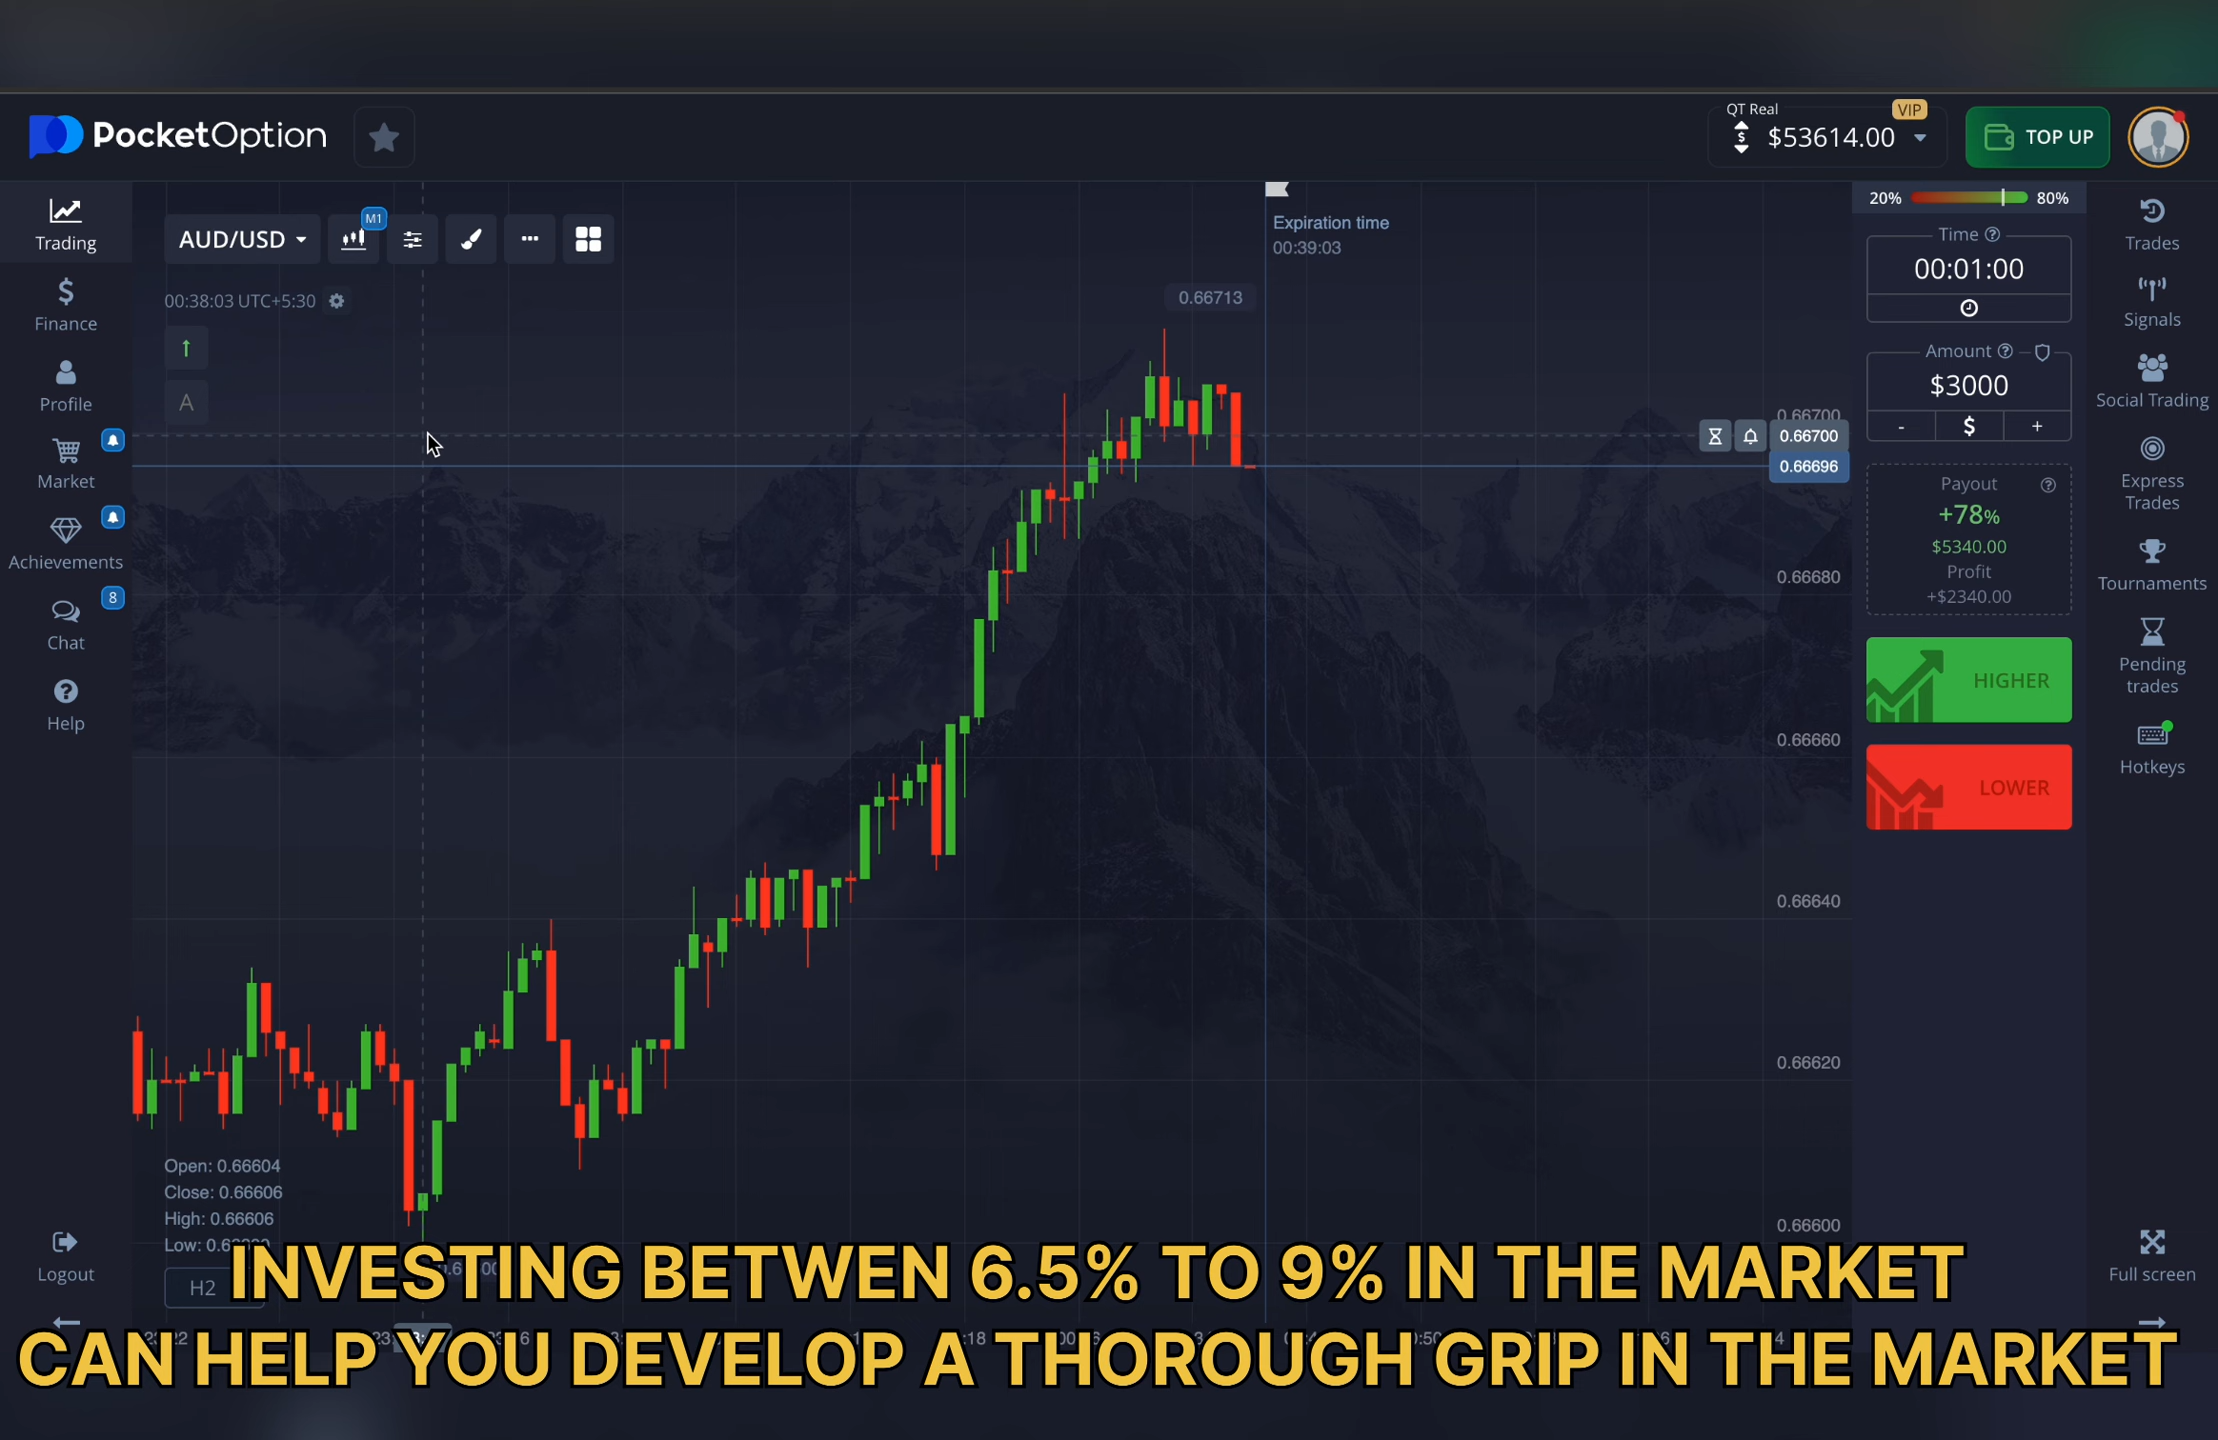 PocketOption
QT Real
VIP
$53614.00
TOP UP
Trading
Finance
Profile
Market
Achievements
8
Chat
Help
Logout
AUD/USD
M1
00:38:03 UTC+5:30
A
Expiration time
00:39:03
0.66713
0.66700
0.66700
0.66696
0.66680
0.66660
0.66640
0.66620
0.66600
20%
80%
Time
00:01:00
Amount
$3000
-
$
+
Payout
+78%
$5340.00
Profit
+$2340.00
HIGHER
LOWER
Trades
Signals
Social Trading
Express
Trades
Tournaments
Pending
trades
Hotkeys
Full screen
Open: 0.66604
Close: 0.66606
High: 0.66606
Low:
H2
INVESTING BETWEN 6.5% TO 9% IN THE MARKET
CAN HELP YOU DEVELOP A THOROUGH GRIP IN THE MARKET